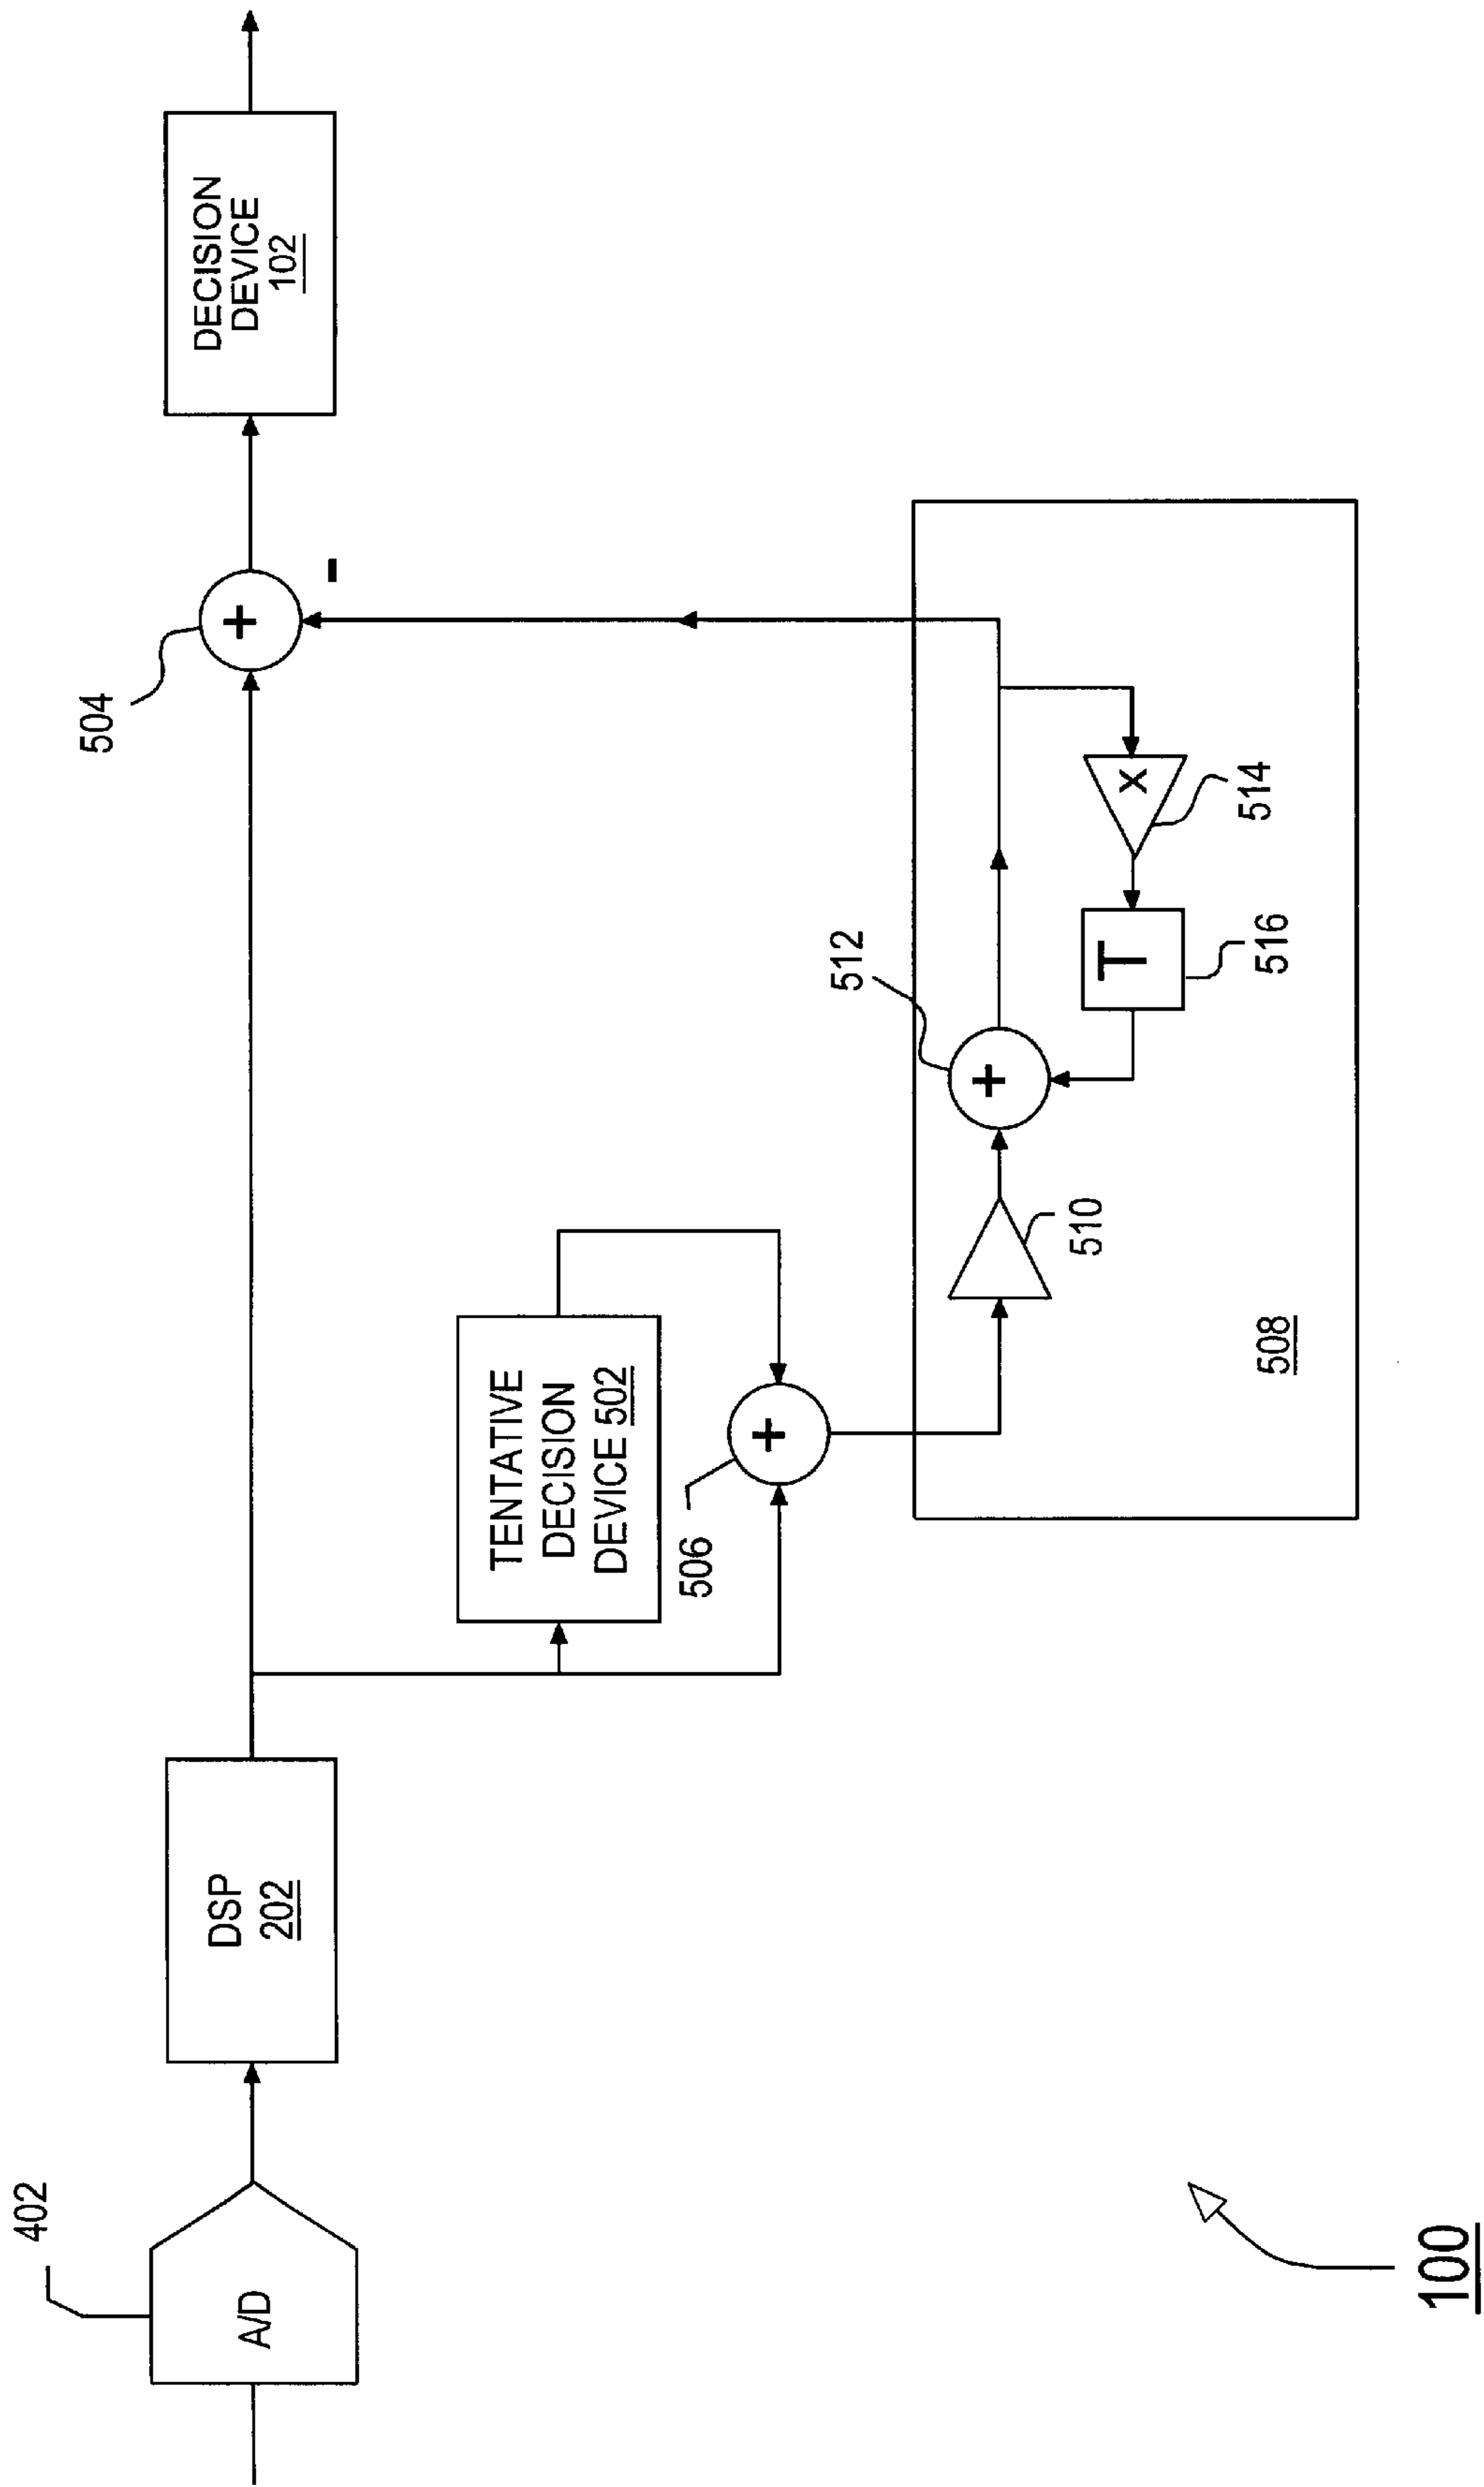 402
A/D
DSP
202
504
+
-
DECISION
DEVICE
102
TENTATIVE
DECISION
DEVICE 502
506
+
512
+
510
T
516
X
514
508
100